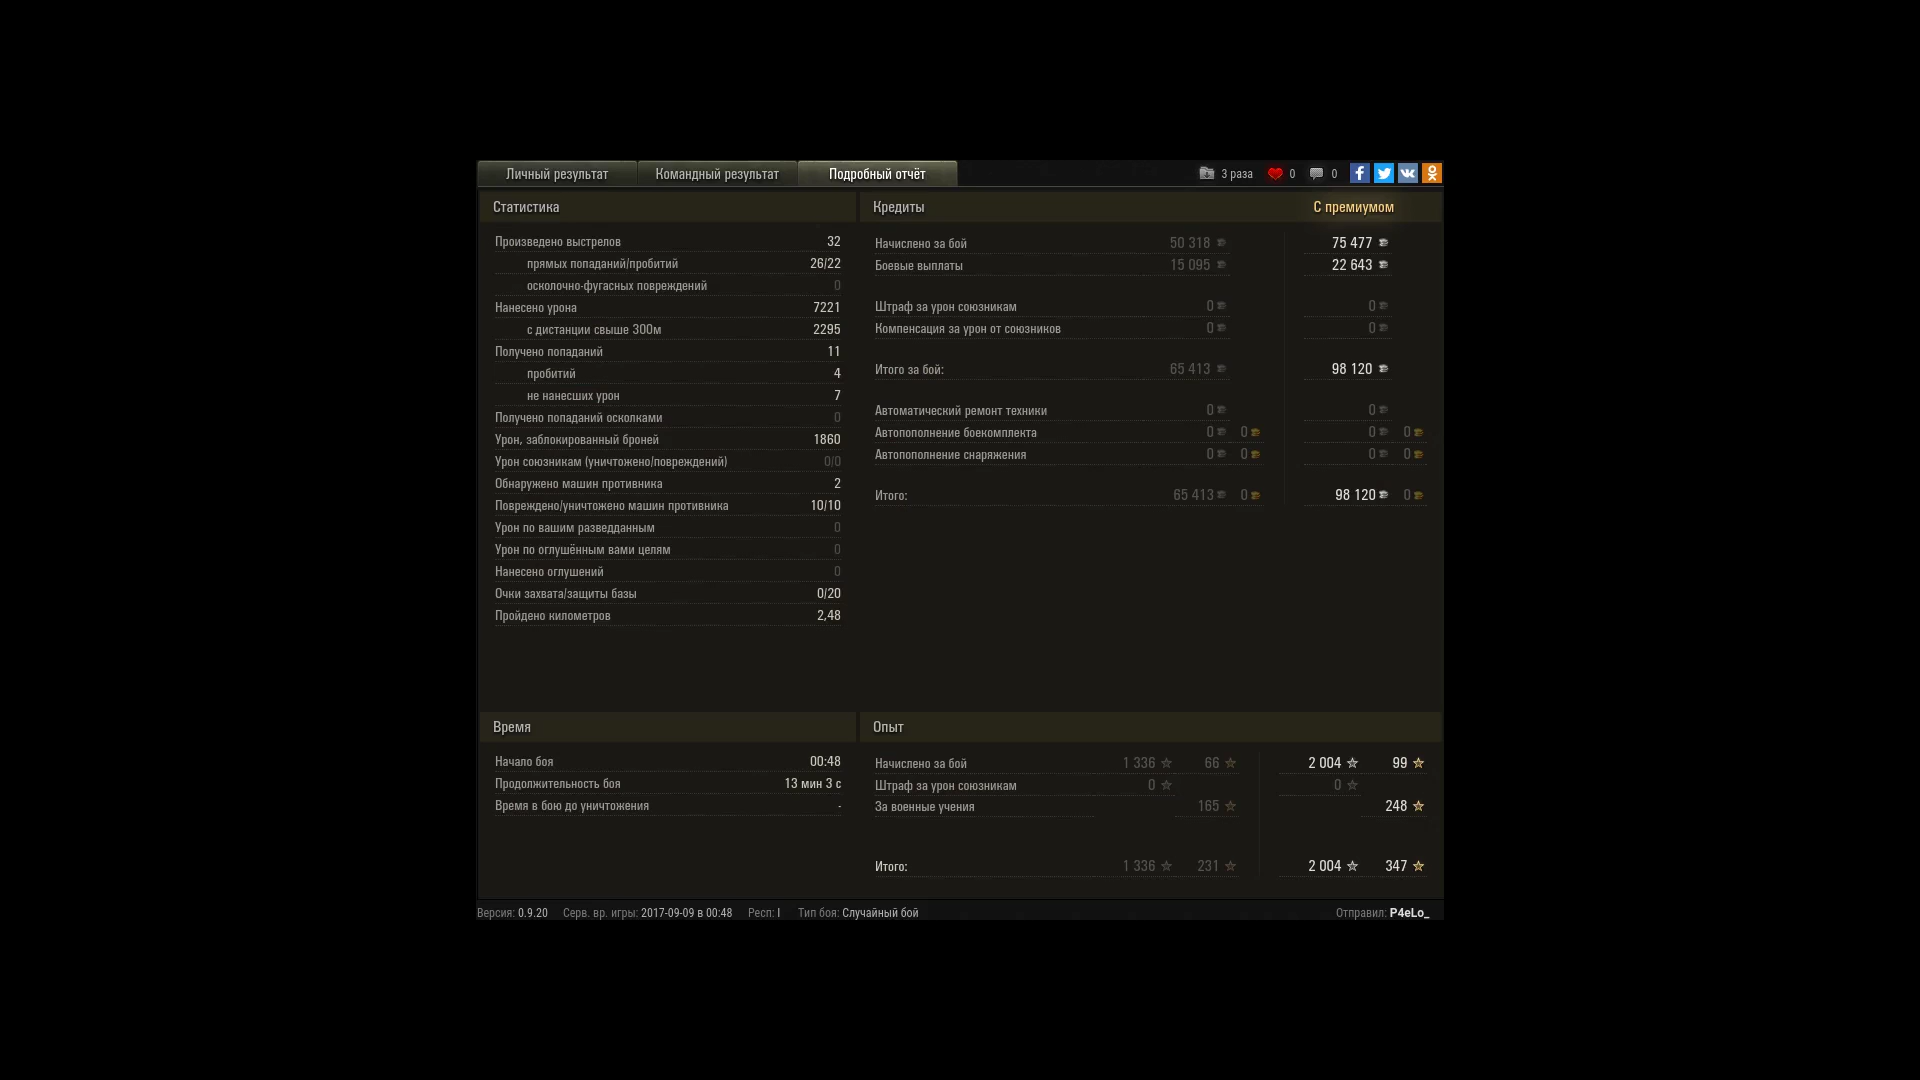 Личный результат Командный результат Подробный отчёт 3 раза 0 0
Статистика
Произведено выстрелов 32
прямых попаданий/пробитий 26/22
осколочно-фугасных повреждений 0
Нанесено урона 7221
с дистанции свыше 300м 2295
Получено попаданий 11
пробитий 4
не нанесших урон 7
Получено попаданий осколками 0
Урон, заблокированный броней 1860
Урон союзникам (уничтожено/повреждений) 0/0
Обнаружено машин противника 2
Повреждено/уничтожено машин противника 10/10
Урон по вашим разведданным 0
Урон по оглушённым вами целям 0
Нанесено оглушений 0
Очки захвата/защиты базы 0/20
Пройдено километров 2,48
Кредиты С премиумом
Начислено за бой 50 318 75 477
Боевые выплаты 15 095 22 643
Штраф за урон союзникам 0 0
Компенсация за урон от союзников 0 0
Итого за бой: 65 413 98 120
Автоматический ремонт техники 0 0
Автопополнение боекомплекта 0 0 0 0
Автопополнение снаряжения 0 0 0 0
Итого: 65 413 0 98 120 0
Время
Начало боя 00:48
Продолжительность боя 13 мин 3 с
Время в бою до уничтожения -
Опыт
Начислено за бой 1 336 66 2 004 99
Штраф за урон союзникам 0 0
За военные учения 165 248
Итого: 1 336 231 2 004 347
Версия: 0.9.20 Серв. вр. игры: 2017-09-09 в 00:48 Респ: I Тип боя: Случайный бой Отправил: P4eLo_